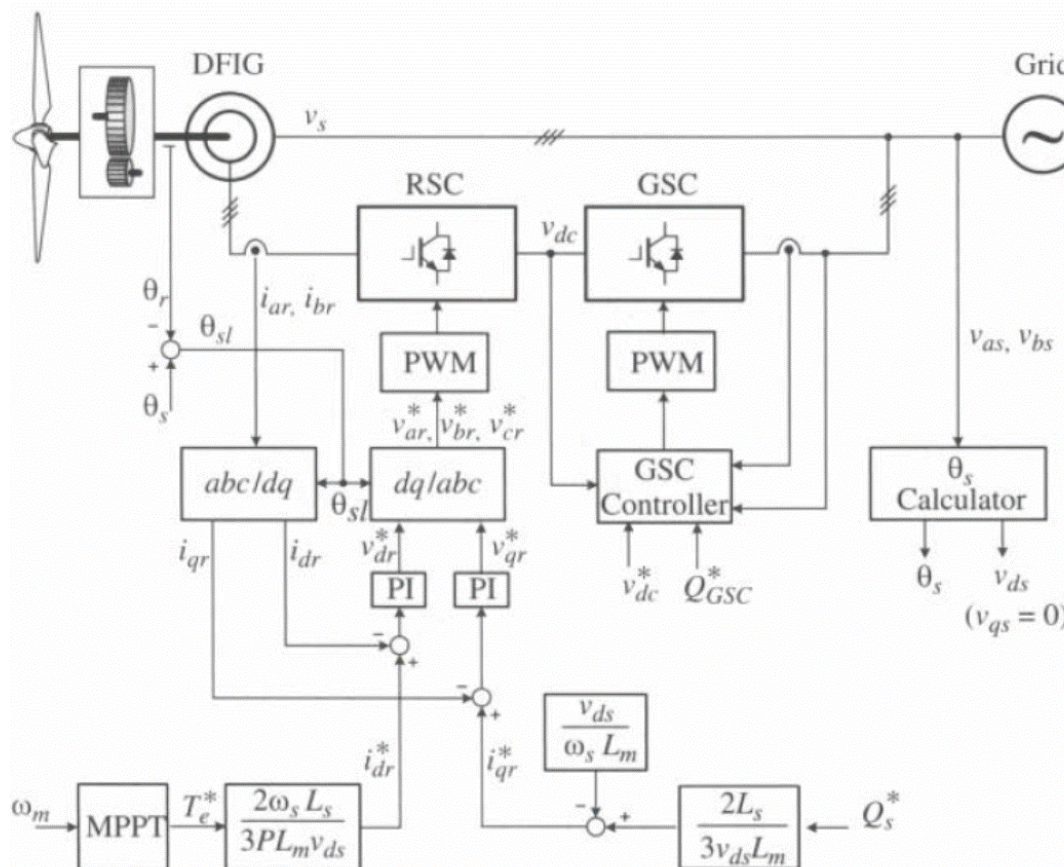 DFIG
Grid
v_s
RSC
GSC
v_dc
θ_r
i_ar, i_br
-
θ_sl
+
θ_s
PWM
PWM
v_as, v_bs
v*_ar, v*_br, v*_cr
abc/dq
θ_sl
dq/abc
GSC
Controller
θ_s
Calculator
i_qr
i_dr
v*_dr
v*_qr
PI
PI
v*_dc
Q*_GSC
θ_s
v_ds
(v_qs = 0)
-
+
-
+
v_ds
ω_s L_m
i*_dr
i*_qr
-
+
ω_m
MPPT
T*_e
2ω_s L_s
3PL_m v_ds
2L_s
3v_ds L_m
Q*_s